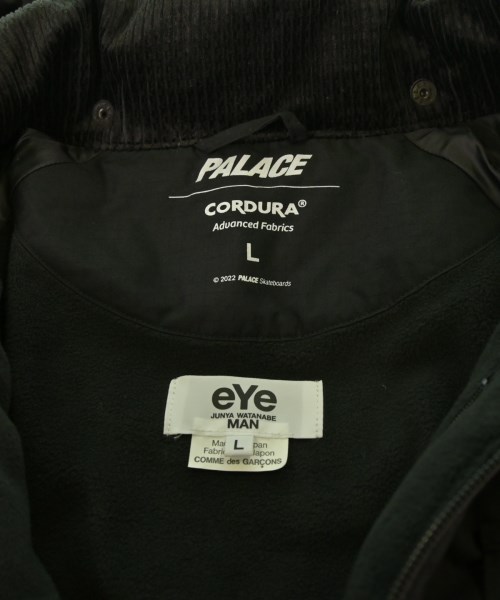 PALACE
CORDURA®
Advanced Fabrics
L
© 2022 PALACE Skateboards
eYe
JUNYA WATANABE
MAN
L
COMME des GARÇONS